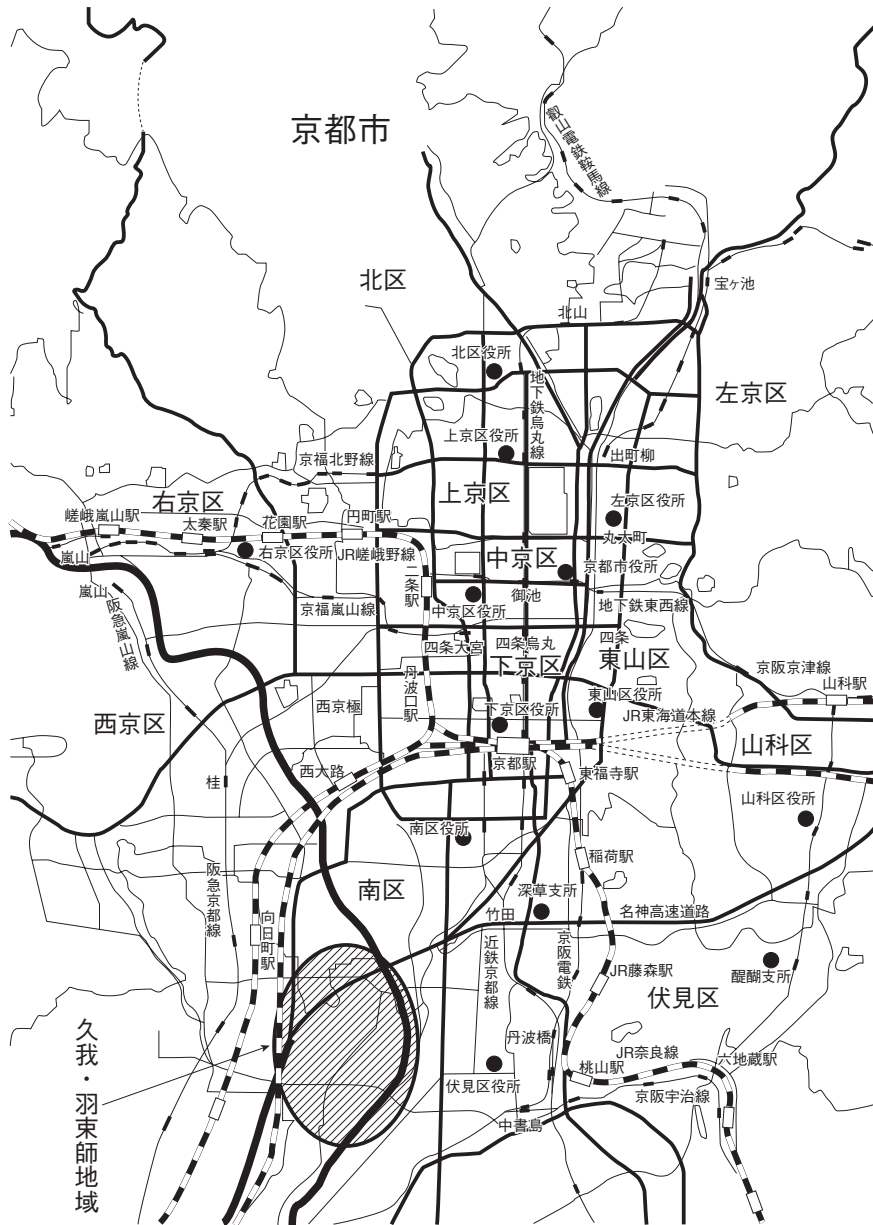 京都市
叡山電鉄鞍馬線
北区
宝ヶ池
北山
北区役所
地下鉄烏丸線
左京区
上京区役所
出町柳
京福北野線
右京区
上京区
左京区役所
嵯峨嵐山駅
太秦駅
花園駅
円町駅
丸太町
嵐山
右京区役所
JR嵯峨野線
中京区
京都市役所
嵐山
阪急嵐山線
二条駅
京福嵐山線
中京区役所
御池
地下鉄東西線
四条大宮
四条烏丸
四条
下京区
東山区
京阪京津線
山科駅
丹波口駅
西京極
東山区役所
下京区役所
JR東海道本線
西京区
山科区
京都駅
西大路
桂
東福寺駅
山科区役所
南区役所
稲荷駅
阪急京都線
南区
深草支所
向日町駅
竹田
名神高速道路
近鉄京都線
京阪電鉄
JR藤森駅
醍醐支所
伏見区
久我・羽束師地域
丹波橋
JR奈良線
六地蔵駅
桃山駅
伏見区役所
京阪宇治線
中書島